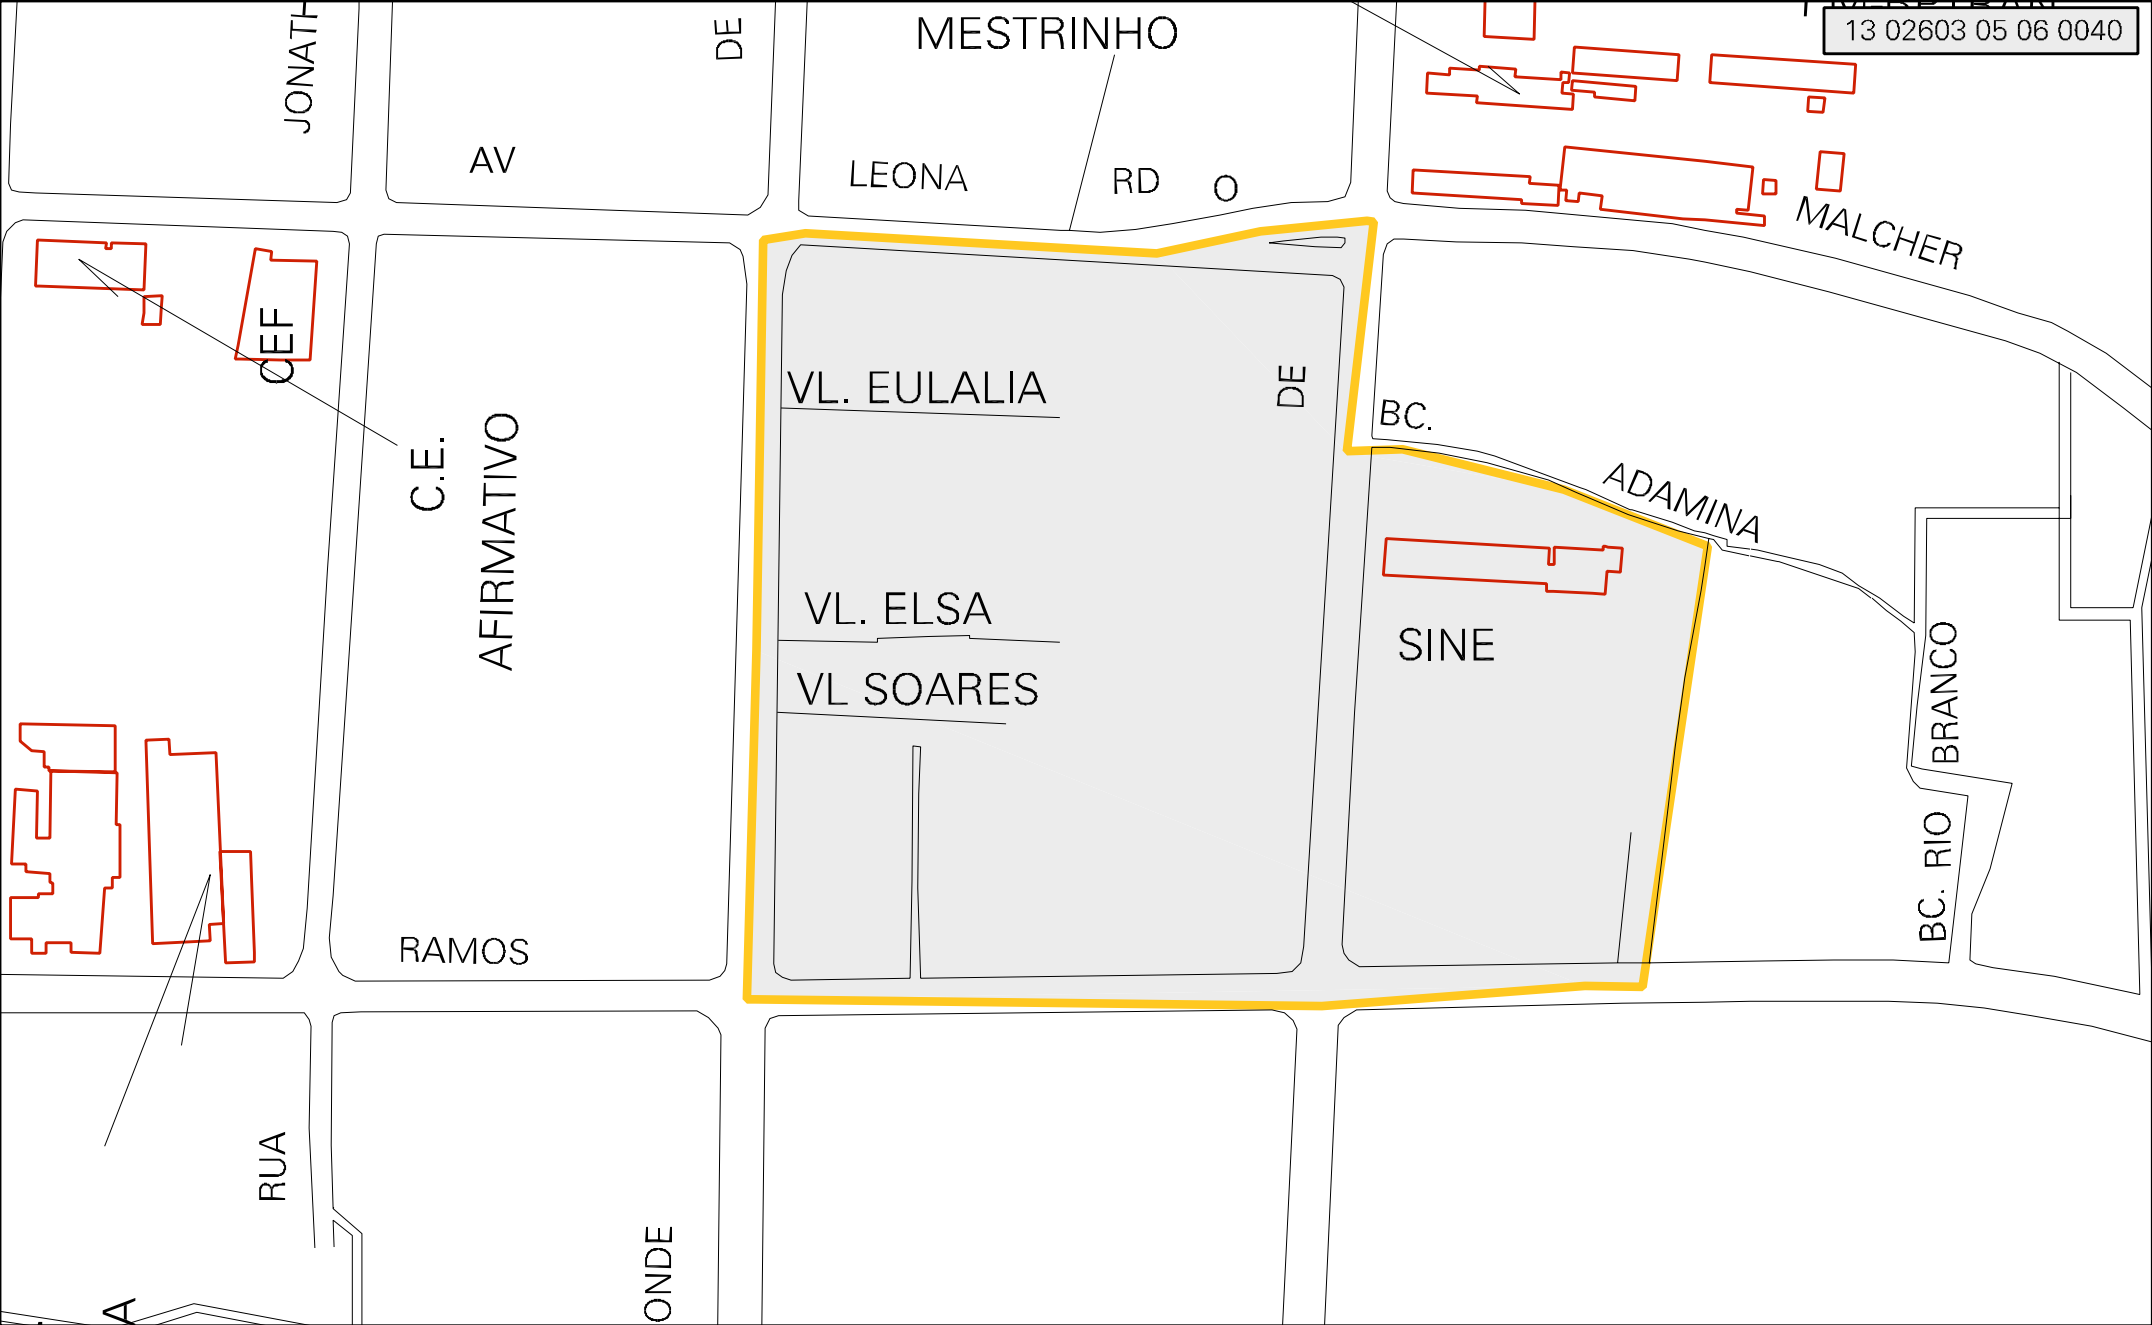 MESTRINHO
13 02603 05 06 0040
DE
AV
LEONA RD O
MALCHER
CEF
C.E.
AFIRMATIVO
VL. EULALIA
DE
BC.
ADAMINA
VL. ELSA
SINE
VL SOARES
BRANCO
BC. RIO
RAMOS
RUA
ONDE
A